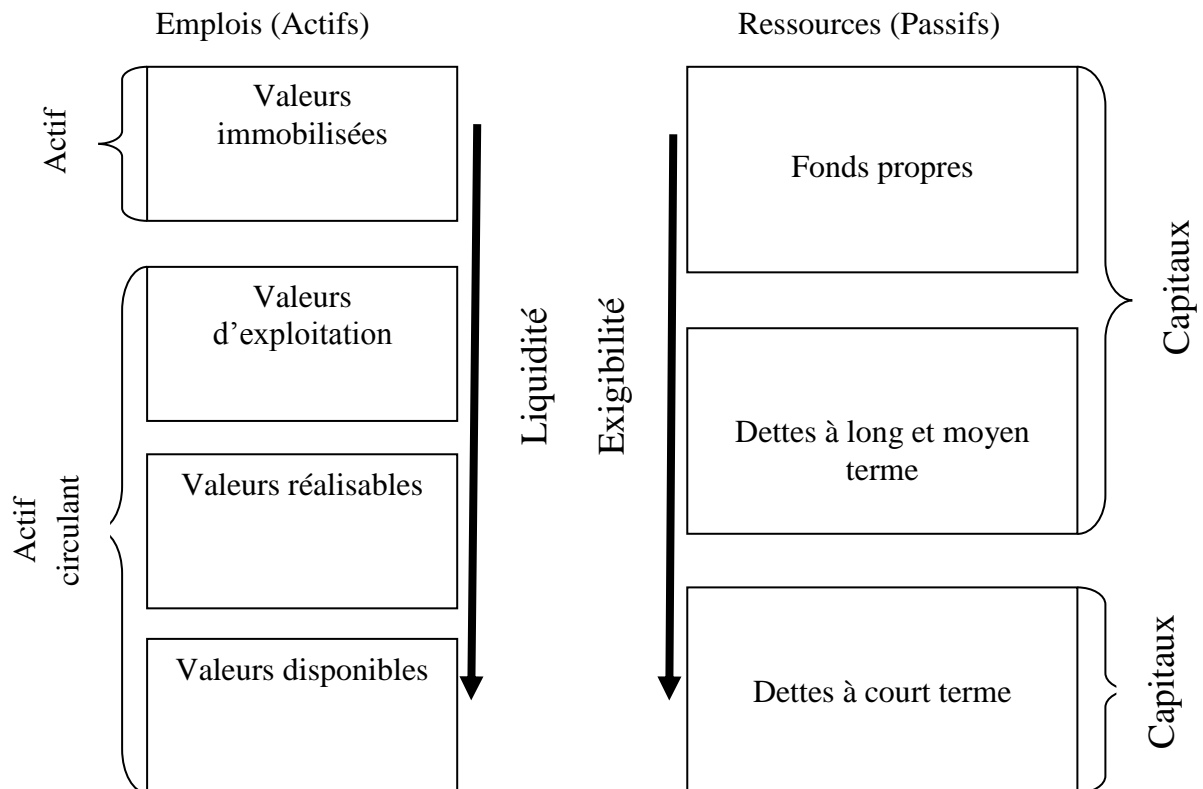 Emplois (Actifs)
Ressources (Passifs)
Actif
Valeurs
immobilisées
Actif
circulant
Valeurs
d’exploitation
Valeurs réalisables
Valeurs disponibles
Liquidité
Exigibilité
Fonds propres
Dettes à long et moyen
terme
Capitaux
Dettes à court terme
Capitaux